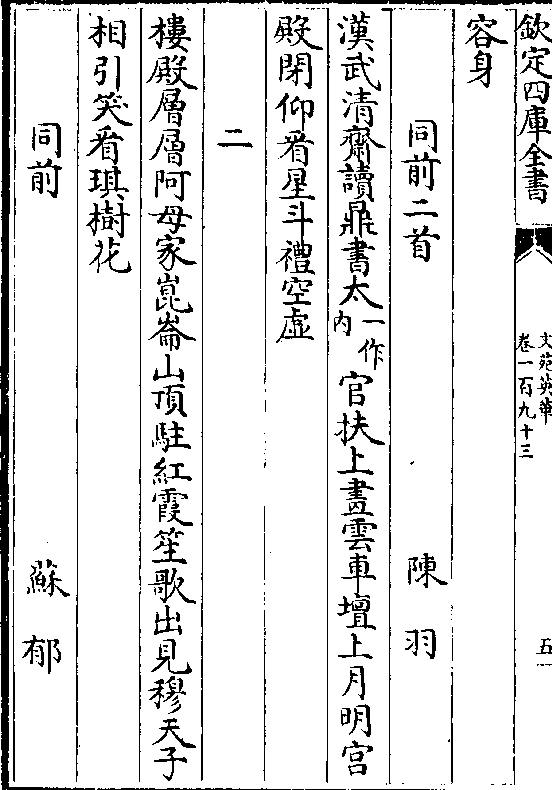 欽定四庫全書
文苑英華
卷一百九十三
五
容身
同前二首 陳羽
漢武清齋讀鼎書太一作內官扶上畫雲車壇上月明宮
殿閉仰看星斗禮空虛
二
樓殿層層阿母家崑崙山頂駐紅霞笙歌出見穆天子
相引笑看琪樹花
同前 蘇郁